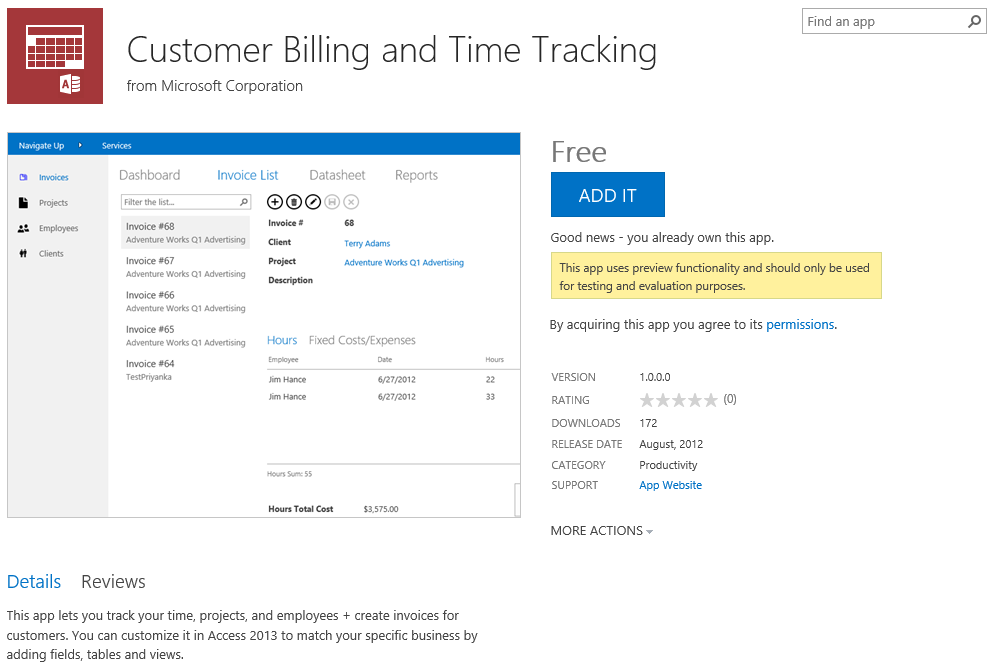 Find an app
A
Customer Billing and Time Tracking
from Microsoft Corporation
Navigate Up
Services
Invoices
Projects
Employees
Clients
Dashboard Invoice List Datasheet Reports
Filter the list...
Invoice #68
Adventure Works Q1 Advertising
Invoice #67
Adventure Works Q1 Advertising
Invoice #66
Adventure Works Q1 Advertising
Invoice #65
Adventure Works Q1 Advertising
Invoice #64
TestPriyanka
Invoice # 68
Client Terry Adams
Project Adventure Works Q1 Advertising
Description
Hours Fixed Costs/Expenses
Employee Date Hours
Jim Hance 6/27/2012 22
Jim Hance 6/27/2012 33
Hours Sum: 55
Hours Total Cost $3,575.00
Free
ADD IT
Good news - you already own this app.
This app uses preview functionality and should only be used
for testing and evaluation purposes.
By acquiring this app you agree to its permissions.
VERSION 1.0.0.0
RATING (0)
DOWNLOADS 172
RELEASE DATE August, 2012
CATEGORY Productivity
SUPPORT App Website
MORE ACTIONS
Details Reviews
This app lets you track your time, projects, and employees + create invoices for
customers. You can customize it in Access 2013 to match your specific business by
adding fields, tables and views.